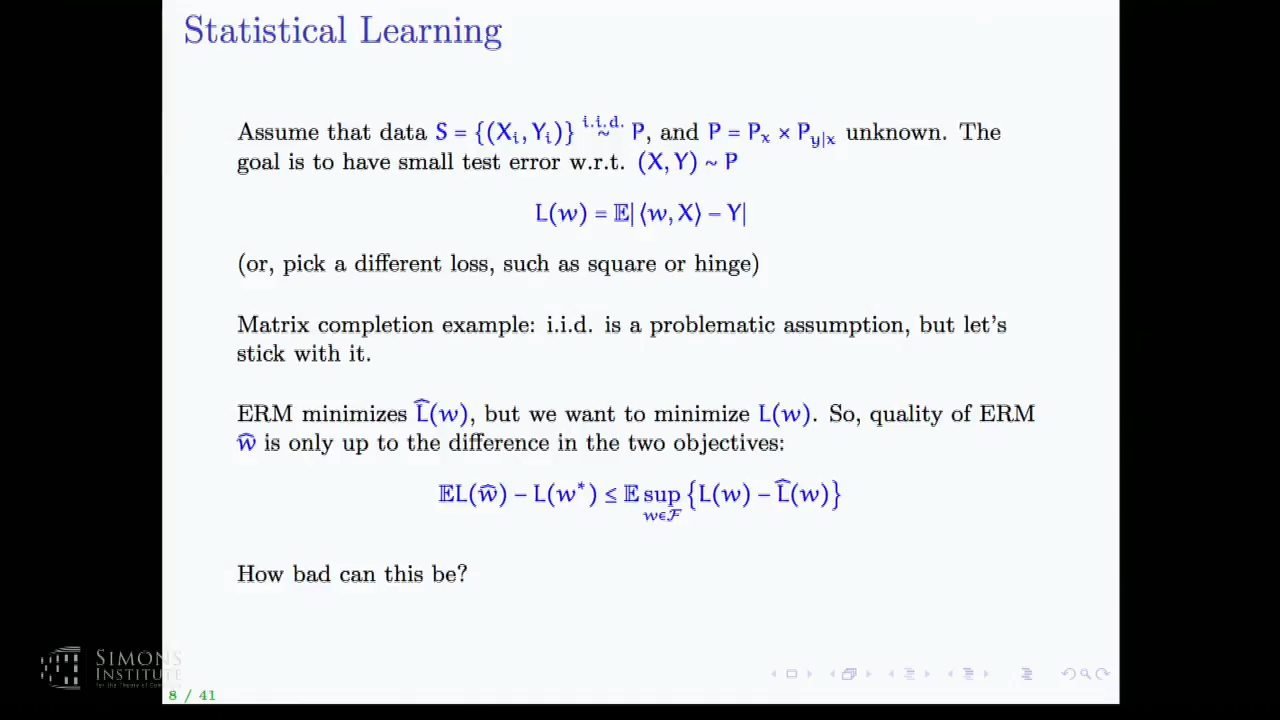 Statistical Learning
Assume that data S = {(Xᵢ, Yᵢ)} i.i.d. ~ P, and P = Pₓ × P_{y|x} unknown. The
goal is to have small test error w.r.t. (X, Y) ~ P
L(w) = 𝔼|⟨w, X⟩ − Y|
(or, pick a different loss, such as square or hinge)
Matrix completion example: i.i.d. is a problematic assumption, but let's
stick with it.
ERM minimizes L̂(w), but we want to minimize L(w). So, quality of ERM
ŵ is only up to the difference in the two objectives:
𝔼L(ŵ) − L(w*) ≤ 𝔼 sup_{w∈𝓕} {L(w) − L̂(w)}
How bad can this be?
SIMONS
INSTITUTE
8 / 41